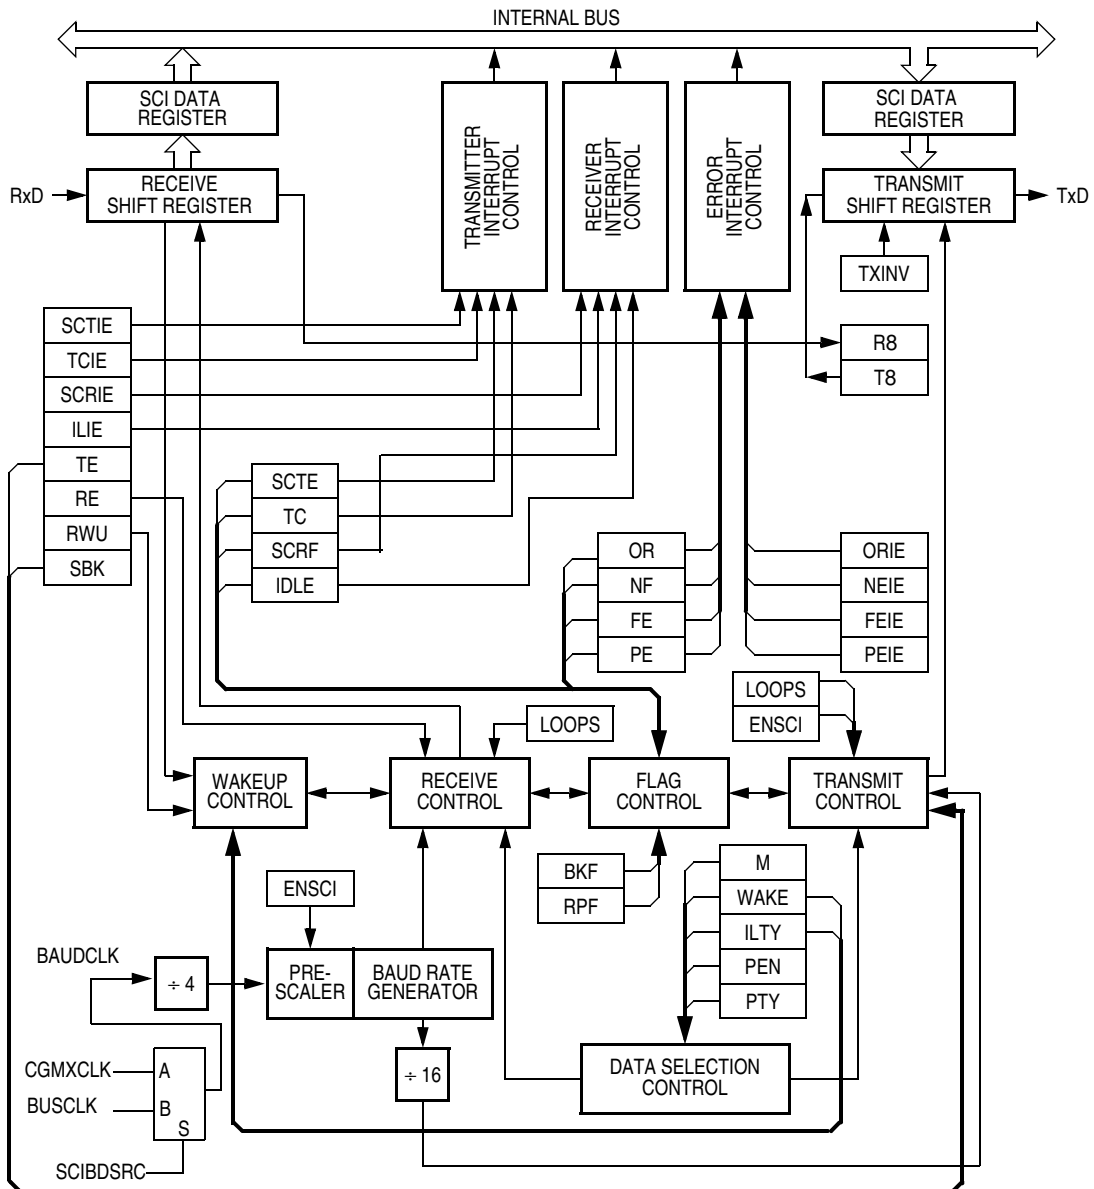 INTERNAL BUS
SCI DATA
REGISTER
SCI DATA
REGISTER
TRANSMITTER
INTERRUPT
CONTROL
RECEIVER
INTERRUPT
CONTROL
ERROR
INTERRUPT
CONTROL
RxD
RECEIVE
SHIFT REGISTER
TRANSMIT
SHIFT REGISTER
TxD
TXINV
SCTIE
TCIE
SCRIE
ILIE
TE
RE
RWU
SBK
R8
T8
SCTE
TC
SCRF
IDLE
OR
NF
FE
PE
ORIE
NEIE
FEIE
PEIE
LOOPS
LOOPS
ENSCI
WAKEUP
CONTROL
RECEIVE
CONTROL
FLAG
CONTROL
TRANSMIT
CONTROL
BKF
RPF
M
WAKE
ILTY
PEN
PTY
ENSCI
BAUDCLK
÷ 4
PRE-
SCALER
BAUD RATE
GENERATOR
÷ 16
DATA SELECTION
CONTROL
CGMXCLK
A
BUSCLK
B
S
SCIBDSRC